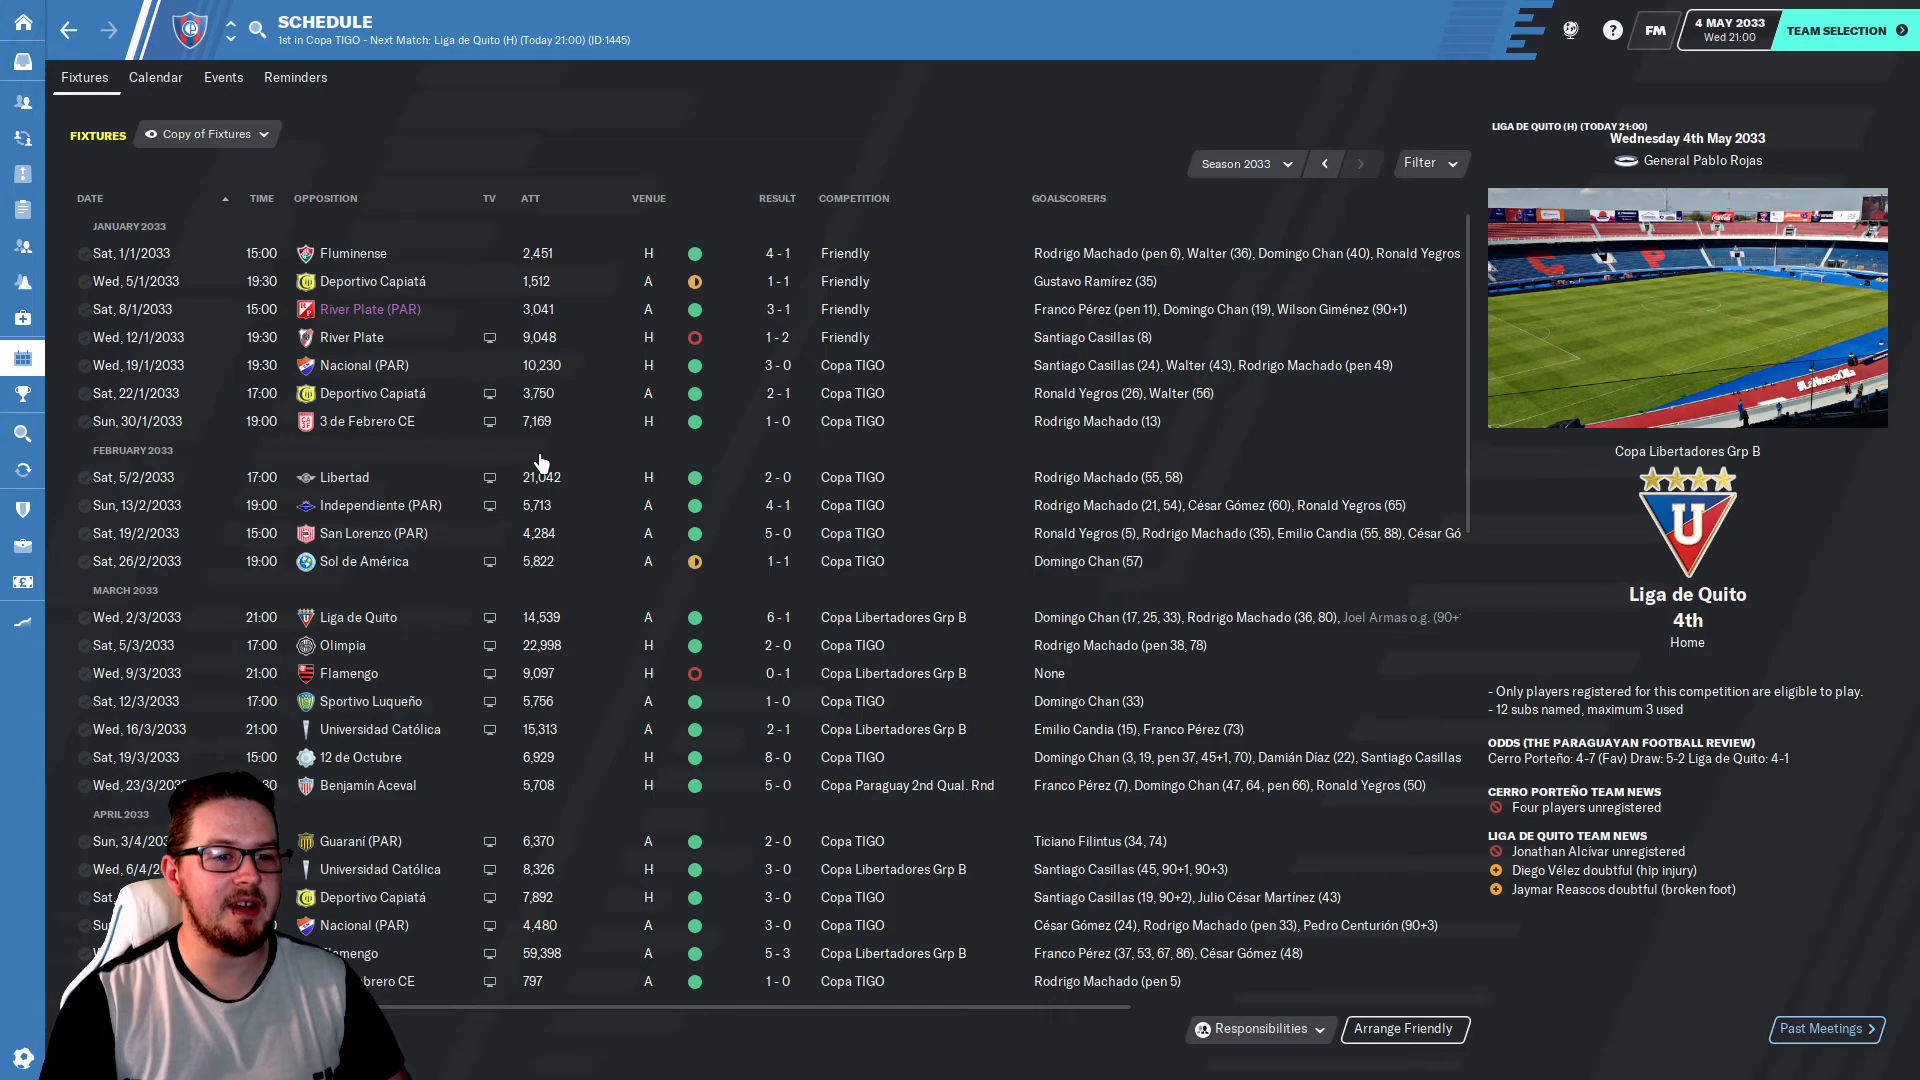 SCHEDULE
1st in Copa TIGO - Next Match: Liga de Quito (H) (Today 21:00) (ID:1445)
FM
4 MAY 2033
Wed 21:00
TEAM SELECTION
Fixtures Calendar Events Reminders
FIXTURES Copy of Fixtures
Season 2033 Filter
DATE TIME OPPOSITION TV ATT VENUE RESULT COMPETITION GOALSCORERS
JANUARY 2033
Sat, 1/1/2033 15:00 Fluminense 2,451 H 4 - 1 Friendly Rodrigo Machado (pen 6), Walter (36), Domingo Chan (40), Ronald Yegros
Wed, 5/1/2033 19:30 Deportivo Capiatá 1,512 A 1 - 1 Friendly Gustavo Ramírez (35)
Sat, 8/1/2033 15:00 River Plate (PAR) 3,041 A 3 - 1 Friendly Franco Pérez (pen 11), Domingo Chan (19), Wilson Giménez (90+1)
Wed, 12/1/2033 19:30 River Plate 9,048 H 1 - 2 Friendly Santiago Casillas (8)
Wed, 19/1/2033 19:30 Nacional (PAR) 10,230 H 3 - 0 Copa TIGO Santiago Casillas (24), Walter (43), Rodrigo Machado (pen 49)
Sat, 22/1/2033 17:00 Deportivo Capiatá 3,750 A 2 - 1 Copa TIGO Ronald Yegros (26), Walter (56)
Sun, 30/1/2033 19:00 3 de Febrero CE 7,169 H 1 - 0 Copa TIGO Rodrigo Machado (13)
FEBRUARY 2033
Sat, 5/2/2033 17:00 Libertad 21,042 H 2 - 0 Copa TIGO Rodrigo Machado (55, 58)
Sun, 13/2/2033 19:00 Independiente (PAR) 5,713 A 4 - 1 Copa TIGO Rodrigo Machado (21, 54), César Gómez (60), Ronald Yegros (65)
Sat, 19/2/2033 15:00 San Lorenzo (PAR) 4,284 A 5 - 0 Copa TIGO Ronald Yegros (5), Rodrigo Machado (35), Emilio Candia (55, 88), César Gó
Sat, 26/2/2033 19:00 Sol de América 5,822 A 1 - 1 Copa TIGO Domingo Chan (57)
MARCH 2033
Wed, 2/3/2033 21:00 Liga de Quito 14,539 A 6 - 1 Copa Libertadores Grp B Domingo Chan (17, 25, 33), Rodrigo Machado (36, 80), Joel Armas o.g. (90+
Sat, 5/3/2033 17:00 Olimpia 22,998 H 2 - 0 Copa TIGO Rodrigo Machado (pen 38, 78)
Wed, 9/3/2033 21:00 Flamengo 9,097 H 0 - 1 Copa Libertadores Grp B None
Sat, 12/3/2033 17:00 Sportivo Luqueño 5,756 A 1 - 0 Copa TIGO Domingo Chan (33)
Wed, 16/3/2033 21:00 Universidad Católica 15,313 A 2 - 1 Copa Libertadores Grp B Emilio Candia (15), Franco Pérez (73)
Sat, 19/3/2033 15:00 12 de Octubre 6,929 H 8 - 0 Copa TIGO Domingo Chan (3, 19, pen 37, 45+1, 70), Damián Díaz (22), Santiago Casillas
Wed, 23/3/203 30 Benjamín Aceval 5,708 H 5 - 0 Copa Paraguay 2nd Qual. Rnd Franco Pérez (7), Domingo Chan (47, 64, pen 66), Ronald Yegros (50)
APRIL 2033
Sun, 3/4/203 Guaraní (PAR) 6,370 A 2 - 0 Copa TIGO Ticiano Filintus (34, 74)
Wed, 6/4/2 Universidad Católica 8,326 H 3 - 0 Copa Libertadores Grp B Santiago Casillas (45, 90+1, 90+3)
Sat, Deportivo Capiatá 7,892 H 3 - 0 Copa TIGO Santiago Casillas (19, 90+2), Julio César Martínez (43)
Su Nacional (PAR) 4,480 A 3 - 0 Copa TIGO César Gómez (24), Rodrigo Machado (pen 33), Pedro Centurión (90+3)
W mengo 59,398 A 5 - 3 Copa Libertadores Grp B Franco Pérez (37, 53, 67, 86), César Gómez (48)
brero CE 797 A 1 - 0 Copa TIGO Rodrigo Machado (pen 5)
Responsibilities Arrange Friendly
LIGA DE QUITO (H) (TODAY 21:00)
Wednesday 4th May 2033
General Pablo Rojas
C P
Copa Libertadores Grp B
U
Liga de Quito
4th
Home
- Only players registered for this competition are eligible to play.
- 12 subs named, maximum 3 used
ODDS (THE PARAGUAYAN FOOTBALL REVIEW)
Cerro Porteño: 4-7 (Fav) Draw: 5-2 Liga de Quito: 4-1
CERRO PORTEÑO TEAM NEWS
Four players unregistered
LIGA DE QUITO TEAM NEWS
Jonathan Alcívar unregistered
Diego Vélez doubtful (hip injury)
Jaymar Reascos doubtful (broken foot)
Past Meetings